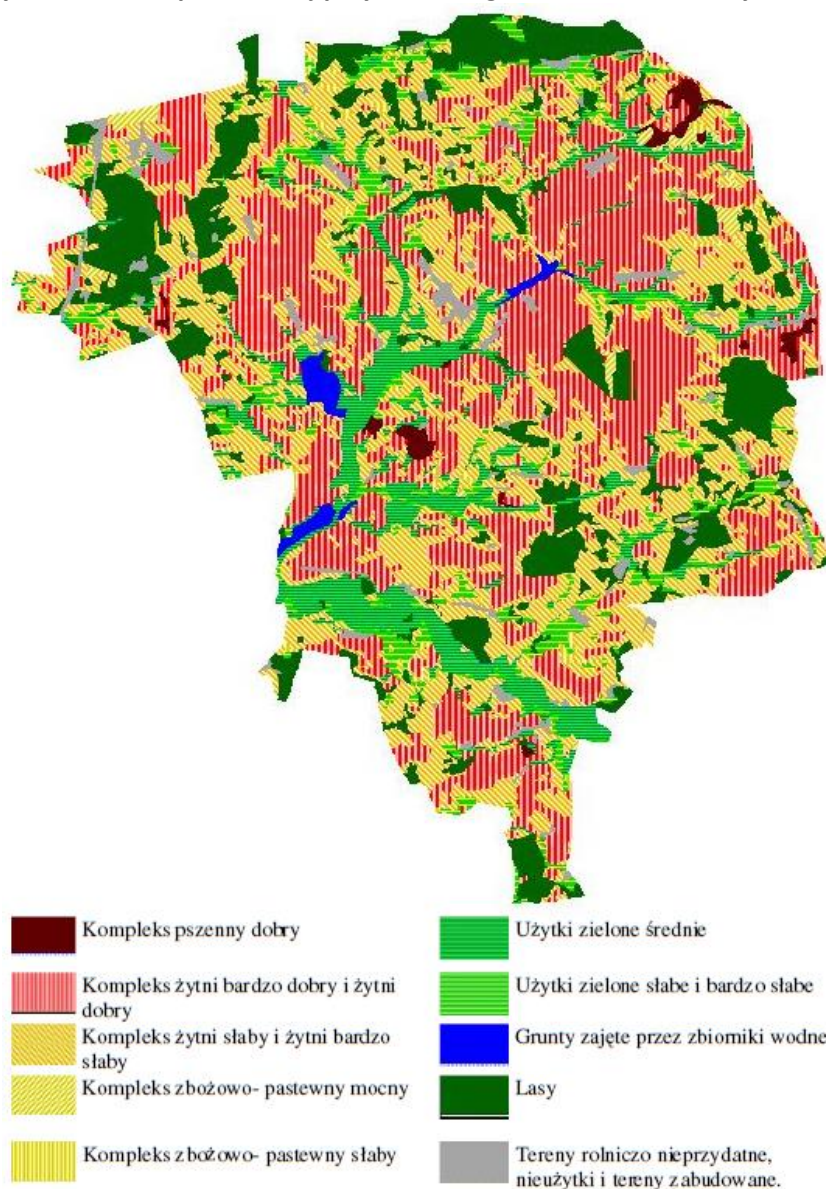 Kompleks pszenny dobry
Kompleks żytni bardzo dobry i żytni
dobry
Kompleks żytni słaby i żytni bardzo
słaby
Kompleks zbożowo- pastewny mocny
Kompleks zbożowo- pastewny słaby
Użytki zielone średnie
Użytki zielone słabe i bardzo słabe
Grunty zajęte przez zbiorniki wodne
Lasy
Tereny rolniczo nieprzydatne,
nieużytki i tereny zabudowane.